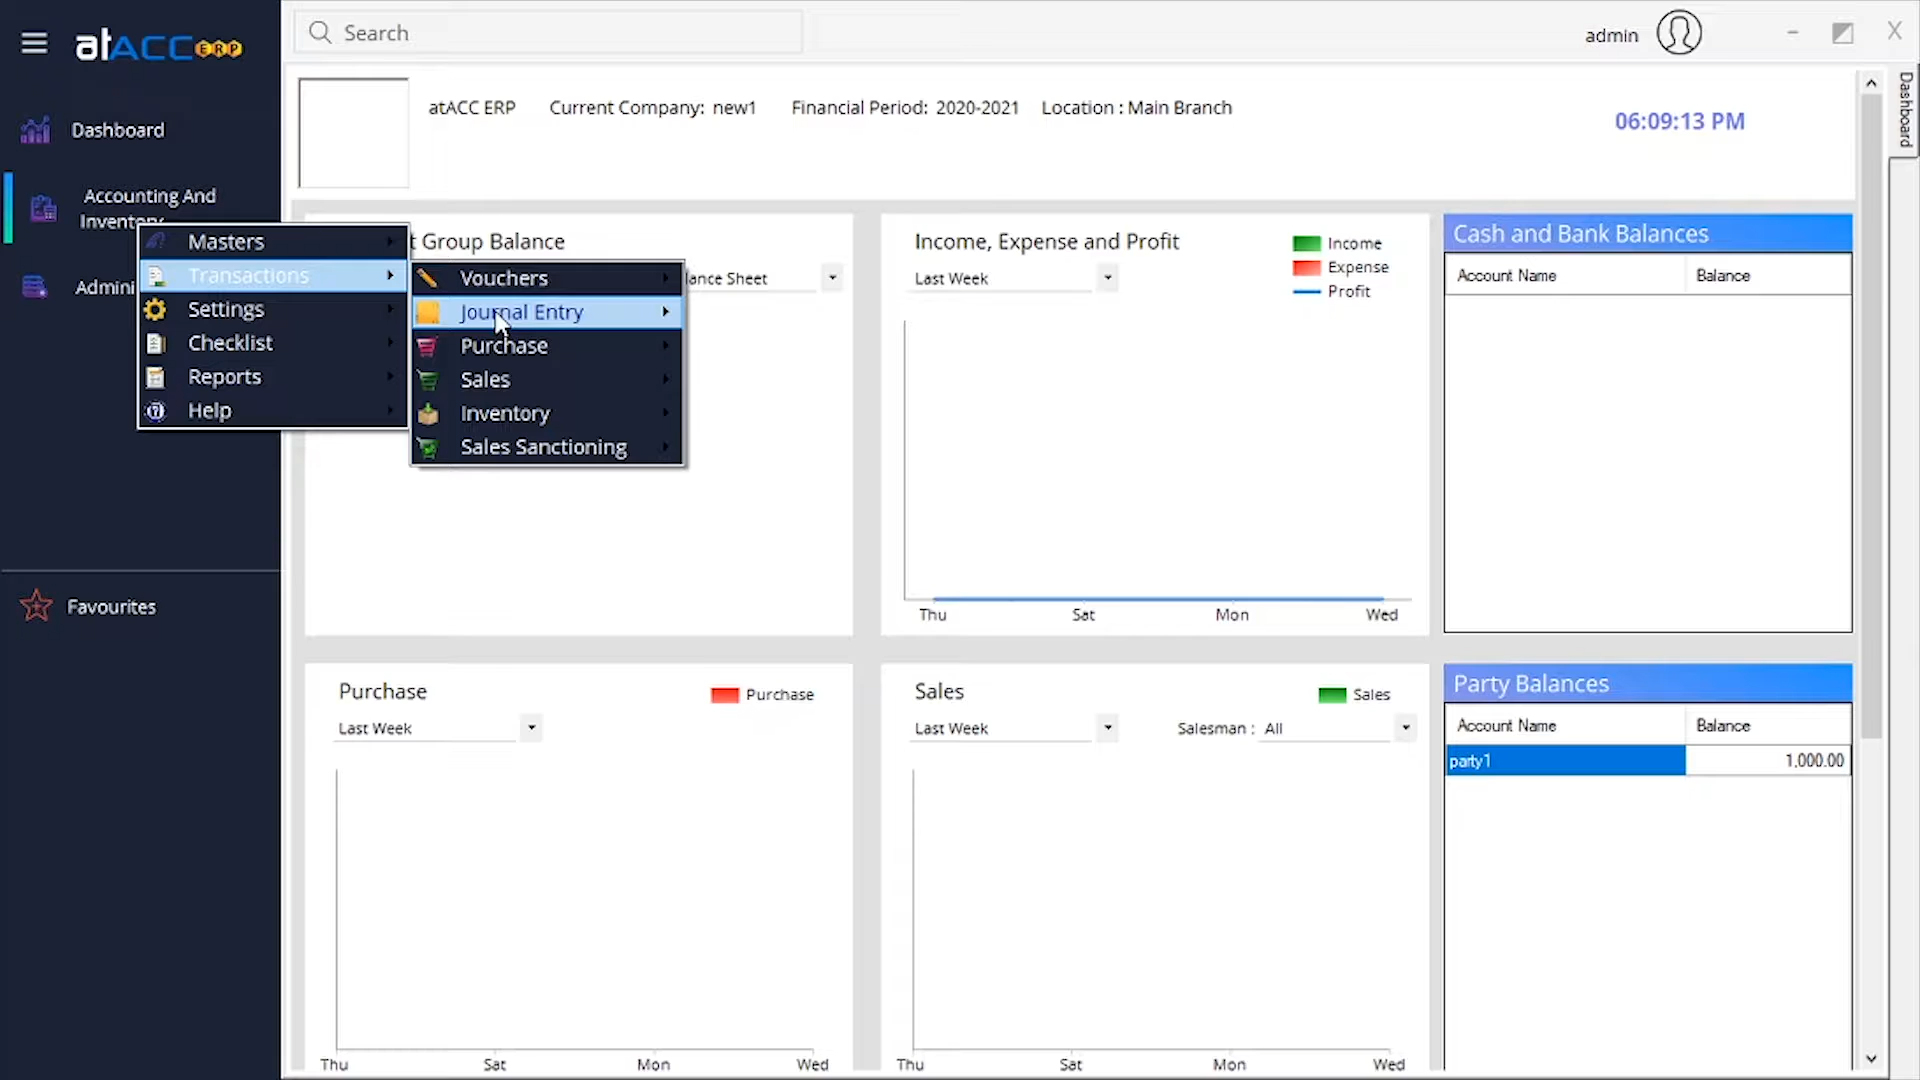 atACC ERP
Search
admin
X
Dashboard
atACC ERP Current Company: new1 Financial Period: 2020-2021 Location : Main Branch
06:09:13 PM
Dashboard
Accounting And
Inventory
Admini
Favourites
Masters
Transactions
Settings
Checklist
Reports
Help
Vouchers
Journal Entry
Purchase
Sales
Inventory
Sales Sanctioning
t Group Balance
lance Sheet
Income, Expense and Profit
Last Week
Income
Expense
Profit
Thu Sat Mon Wed
Cash and Bank Balances
Account Name Balance
Purchase
Purchase
Last Week
Thu Sat Mon Wed
Sales
Sales
Last Week
Salesman : All
Thu Sat Mon Wed
Party Balances
Account Name Balance
party1 1,000.00